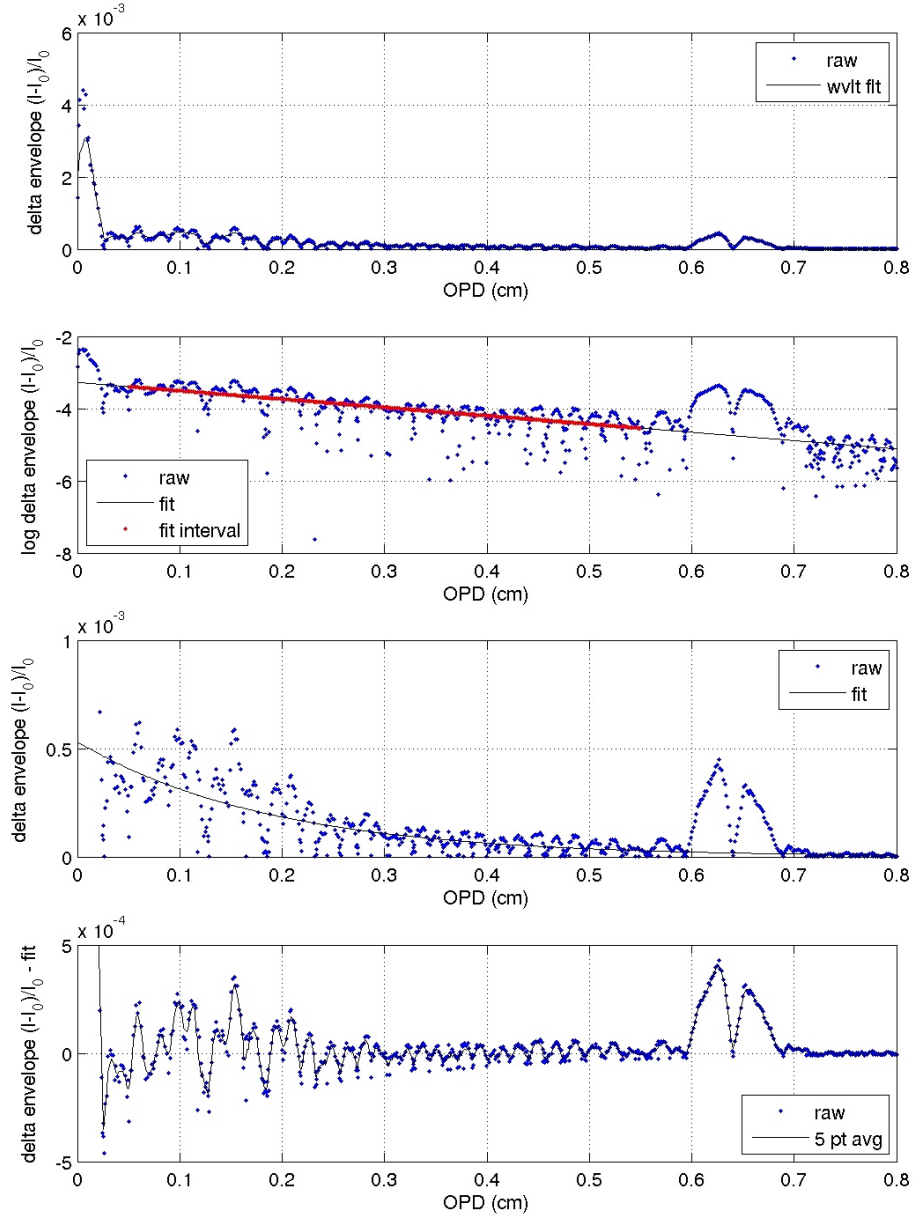 x 10-3
6
4
2
0
delta envelope (I-I0)/I0
raw
wvlt flt
0 0.1 0.2 0.3 0.4 0.5 0.6 0.7 0.8
OPD (cm)
-2
-4
-6
-8
log delta envelope (I-I0)/I0
raw
fit
fit interval
0 0.1 0.2 0.3 0.4 0.5 0.6 0.7 0.8
OPD (cm)
x 10-3
1
0.5
0
delta envelope (I-I0)/I0
raw
fit
0 0.1 0.2 0.3 0.4 0.5 0.6 0.7 0.8
OPD (cm)
x 10-4
5
0
-5
delta envelope (I-I0)/I0 - fit
raw
5 pt avg
0 0.1 0.2 0.3 0.4 0.5 0.6 0.7 0.8
OPD (cm)